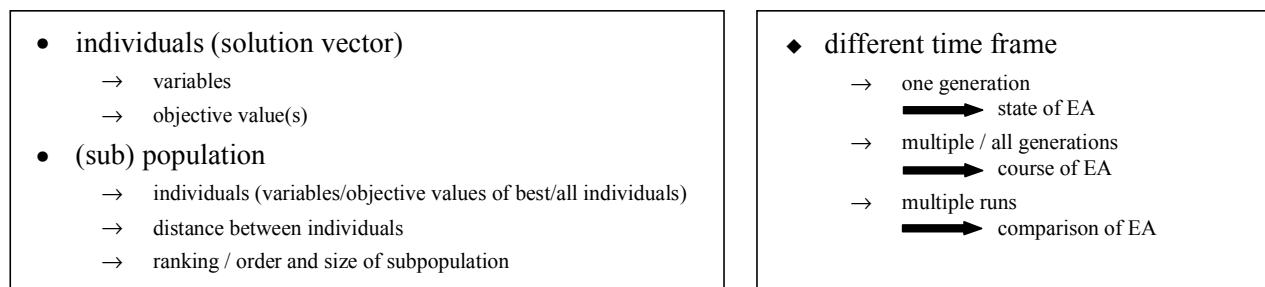 • individuals (solution vector)
→ variables
→ objective value(s)
• (sub) population
→ individuals (variables/objective values of best/all individuals)
→ distance between individuals
→ ranking / order and size of subpopulation
◆ different time frame
→ one generation
➡ state of EA
→ multiple / all generations
➡ course of EA
→ multiple runs
➡ comparison of EA